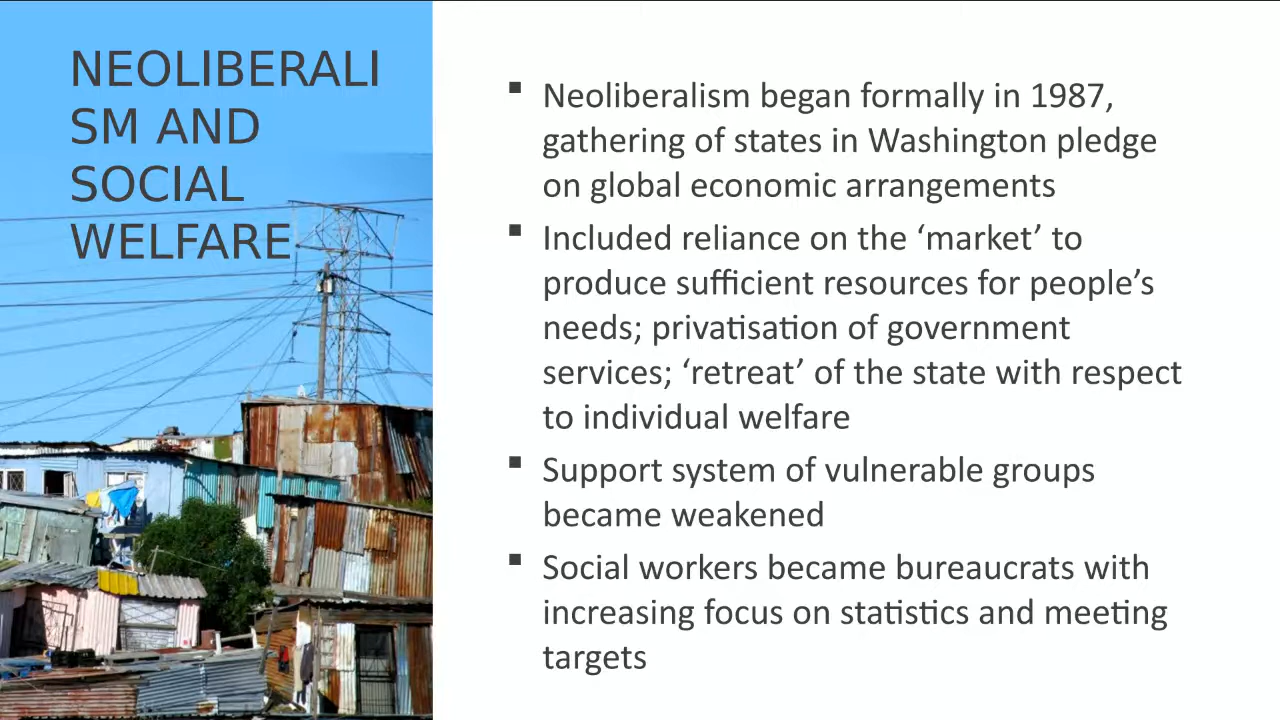 NEOLIBERALI
SM AND
SOCIAL
WELFARE
▪ Neoliberalism began formally in 1987,
gathering of states in Washington pledge
on global economic arrangements
▪ Included reliance on the ‘market’ to
produce sufficient resources for people’s
needs; privatisation of government
services; ‘retreat’ of the state with respect
to individual welfare
▪ Support system of vulnerable groups
became weakened
▪ Social workers became bureaucrats with
increasing focus on statistics and meeting
targets